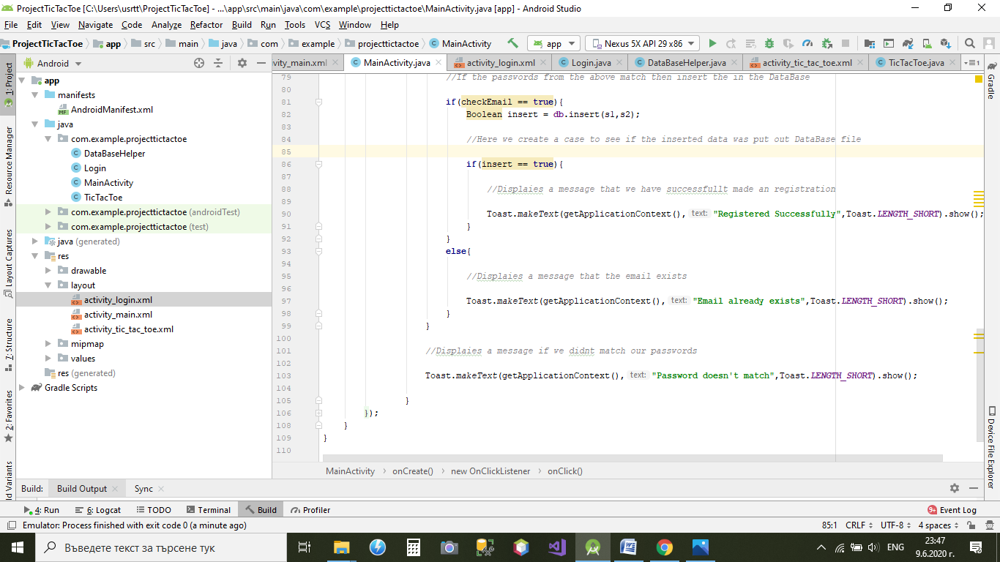 ProjectTicTacToe [C:\Users\usrtt\ProjectTicTacToe] - ...\app\src\main\java\com\example\projecttictactoe\MainActivity.java [app] - Android Studio
File Edit View Navigate Code Analyze Refactor Build Run Tools VCS Window Help
ProjectTicTacToe app src main java com example projecttictactoe MainActivity app Nexus 5X API 29 x86
Android
vity_main.xml MainActivity.java activity_login.xml Login.java DataBaseHelper.java activity_tic_tac_toe.xml TicTacToe.java 1
1: Project
Resource Manager
Layout Captures
7: Structure
2: Favorites
ld Variants
app
manifests
MF AndroidManifest.xml
java
com.example.projecttictactoe
C DataBaseHelper
C Login
C MainActivity
C TicTacToe
com.example.projecttictactoe (androidTest)
com.example.projecttictactoe (test)
java (generated)
res
drawable
layout
activity_login.xml
activity_main.xml
activity_tic_tac_toe.xml
mipmap
values
res (generated)
Gradle Scripts
79 //If the passwords from the above match then insert the in the DataBase
80
81 if(checkEmail == true){
82 Boolean insert = db.insert(s1,s2);
83
84 //Here we create a case to see if the inserted data was put out DataBase file
85
86 if(insert == true){
87
88 //Displaies a message that we have successfullt made an registration
89
90 Toast.makeText(getApplicationContext(), text: "Registered Successfully",Toast.LENGTH_SHORT).show();
91 }
92 }
93 else{
94
95 //Displaies a message that the email exists
96
97 Toast.makeText(getApplicationContext(), text: "Email already exists",Toast.LENGTH_SHORT).show();
98 }
99 }
100
101 //Displaies a message if we didnt match our passwords
102
103 Toast.makeText(getApplicationContext(), text: "Password doesn't match",Toast.LENGTH_SHORT).show();
104
105 }
106 });
108 }
109 }
110
MainActivity onCreate() new OnClickListener onClick()
Gradle
Device File Explorer
Build: Build Output Sync
4: Run 6: Logcat TODO Terminal Build Profiler 9+ Event Log
Emulator: Process finished with exit code 0 (a minute ago) 85:1 CRLF UTF-8 4 spaces
Въведете текст за търсене тук ENG 23:47
9.6.2020 г.